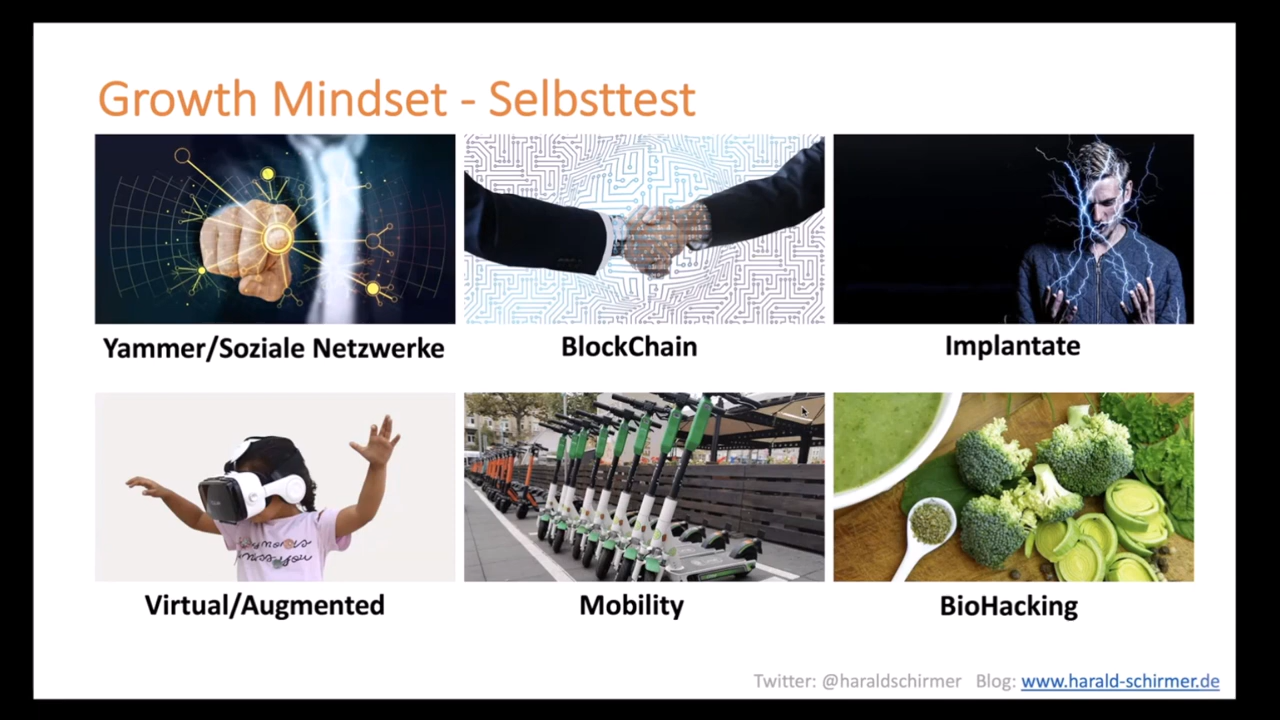 Growth Mindset - Selbsttest
Yammer/Soziale Netzwerke
BlockChain
Implantate
Virtual/Augmented
Mobility
BioHacking
Twitter: @haraldschirmer Blog: www.harald-schirmer.de